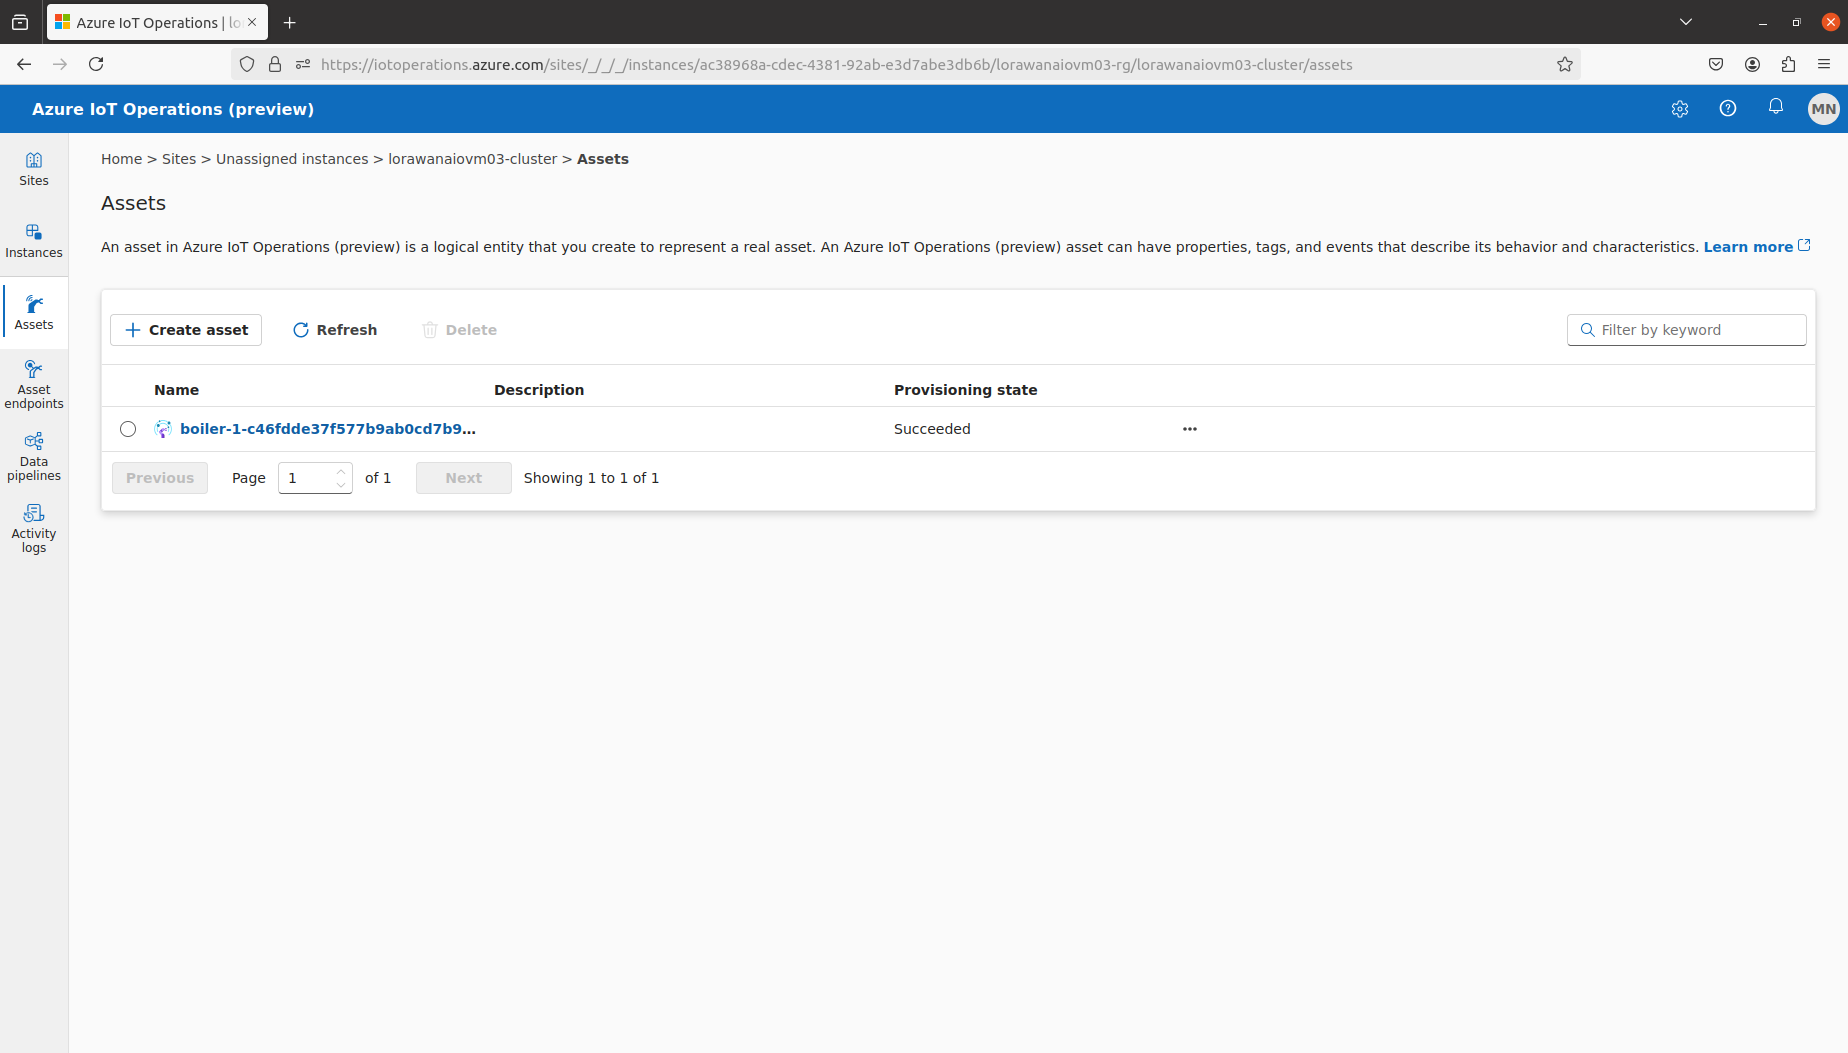 Azure IoT Operations | lo
https://iotoperations.azure.com/sites/_/_/_/instances/ac38968a-cdec-4381-92ab-e3d7abe3db6b/lorawanaiovm03-rg/lorawanaiovm03-cluster/assets
Azure IoT Operations (preview)
MN
Sites
Instances
Assets
Asset
endpoints
Data
pipelines
Activity
logs
Home > Sites > Unassigned instances > lorawanaiovm03-cluster > Assets
Assets
An asset in Azure IoT Operations (preview) is a logical entity that you create to represent a real asset. An Azure IoT Operations (preview) asset can have properties, tags, and events that describe its behavior and characteristics. Learn more
Create asset Refresh Delete Filter by keyword
Name Description Provisioning state
boiler-1-c46fdde37f577b9ab0cd7b9... Succeeded
Previous Page 1 of 1 Next Showing 1 to 1 of 1